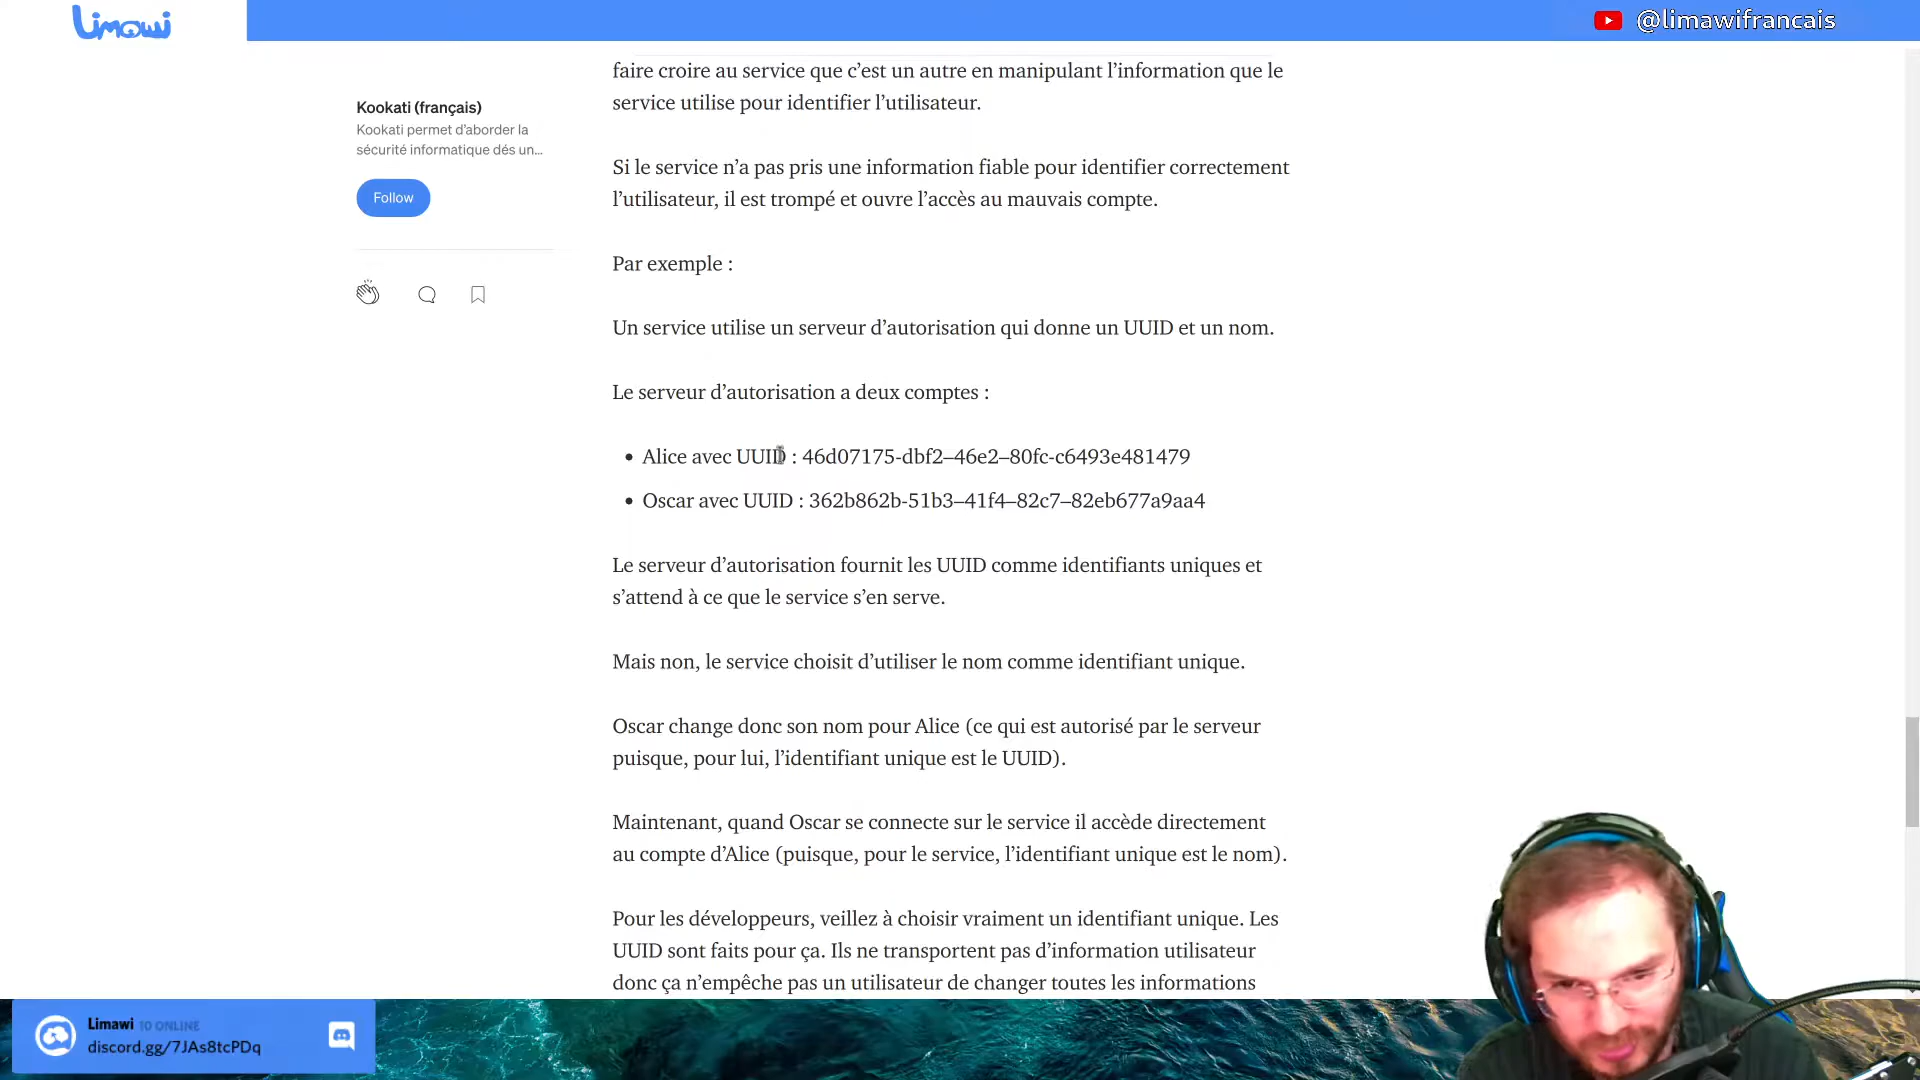 Limawi
@limawifrancais
faire croire au service que c’est un autre en manipulant l’information que le
service utilise pour identifier l’utilisateur.
Kookati (français)
Kookati permet d’aborder la
sécurité informatique dés un…
Follow
Si le service n’a pas pris une information fiable pour identifier correctement
l’utilisateur, il est trompé et ouvre l’accès au mauvais compte.
Par exemple :
Un service utilise un serveur d’autorisation qui donne un UUID et un nom.
Le serveur d’autorisation a deux comptes :
• Alice avec UUID : 46d07175-dbf2–46e2–80fc-c6493e481479
• Oscar avec UUID : 362b862b-51b3–41f4–82c7–82eb677a9aa4
Le serveur d’autorisation fournit les UUID comme identifiants uniques et
s’attend à ce que le service s’en serve.
Mais non, le service choisit d’utiliser le nom comme identifiant unique.
Oscar change donc son nom pour Alice (ce qui est autorisé par le serveur
puisque, pour lui, l’identifiant unique est le UUID).
Maintenant, quand Oscar se connecte sur le service il accède directement
au compte d’Alice (puisque, pour le service, l’identifiant unique est le nom).
Pour les développeurs, veillez à choisir vraiment un identifiant unique. Les
UUID sont faits pour ça. Ils ne transportent pas d’information utilisateur
donc ça n’empêche pas un utilisateur de changer toutes les informations
Limawi 10 ONLINE
discord.gg/7JAs8tcPDq